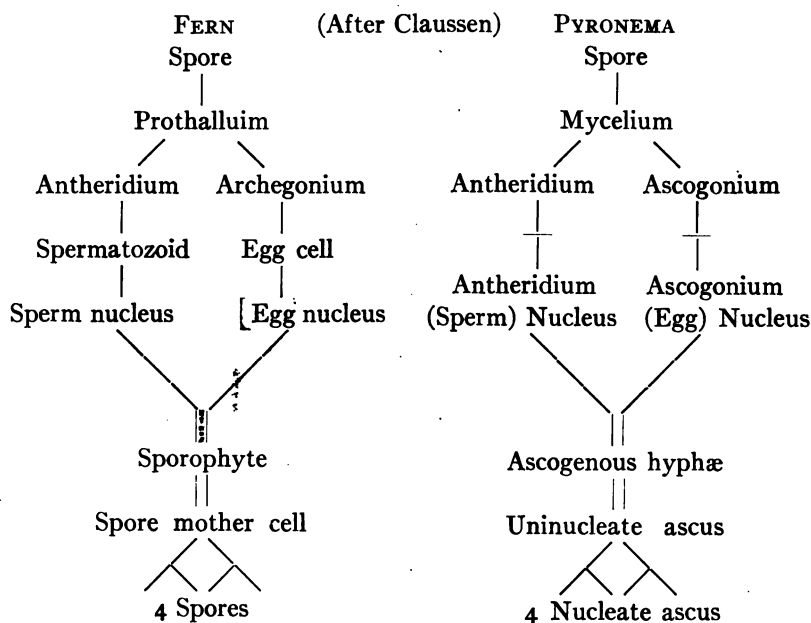 FERN (After Claussen) PYRONEMA
Spore Spore
Prothalluim Mycelium
Antheridium Archegonium Antheridium Ascogonium
Spermatozoid Egg cell
Sperm nucleus [Egg nucleus Antheridium Ascogonium
(Sperm) Nucleus (Egg) Nucleus
Sporophyte Ascogenous hyphæ
Spore mother cell Uninucleate ascus
4 Spores 4 Nucleate ascus